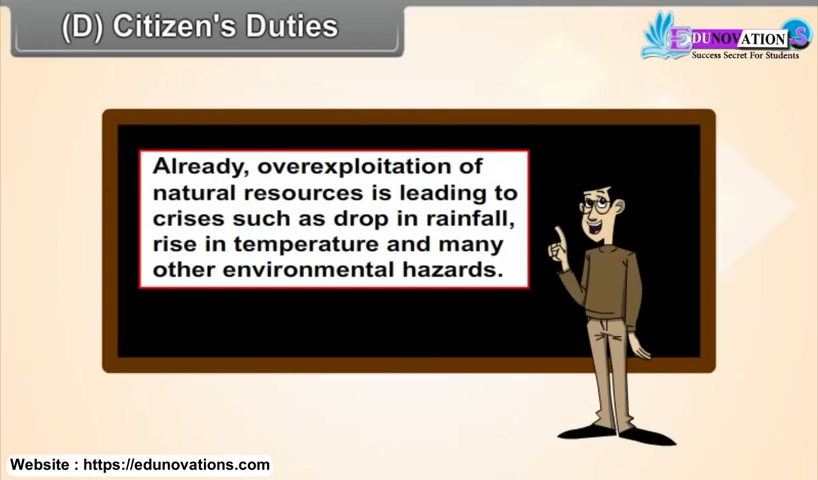 (D) Citizen's Duties
EDUNOVATIONS
Success Secret For Students
Already, overexploitation of
natural resources is leading to
crises such as drop in rainfall,
rise in temperature and many
other environmental hazards.
Website : https://edunovations.com